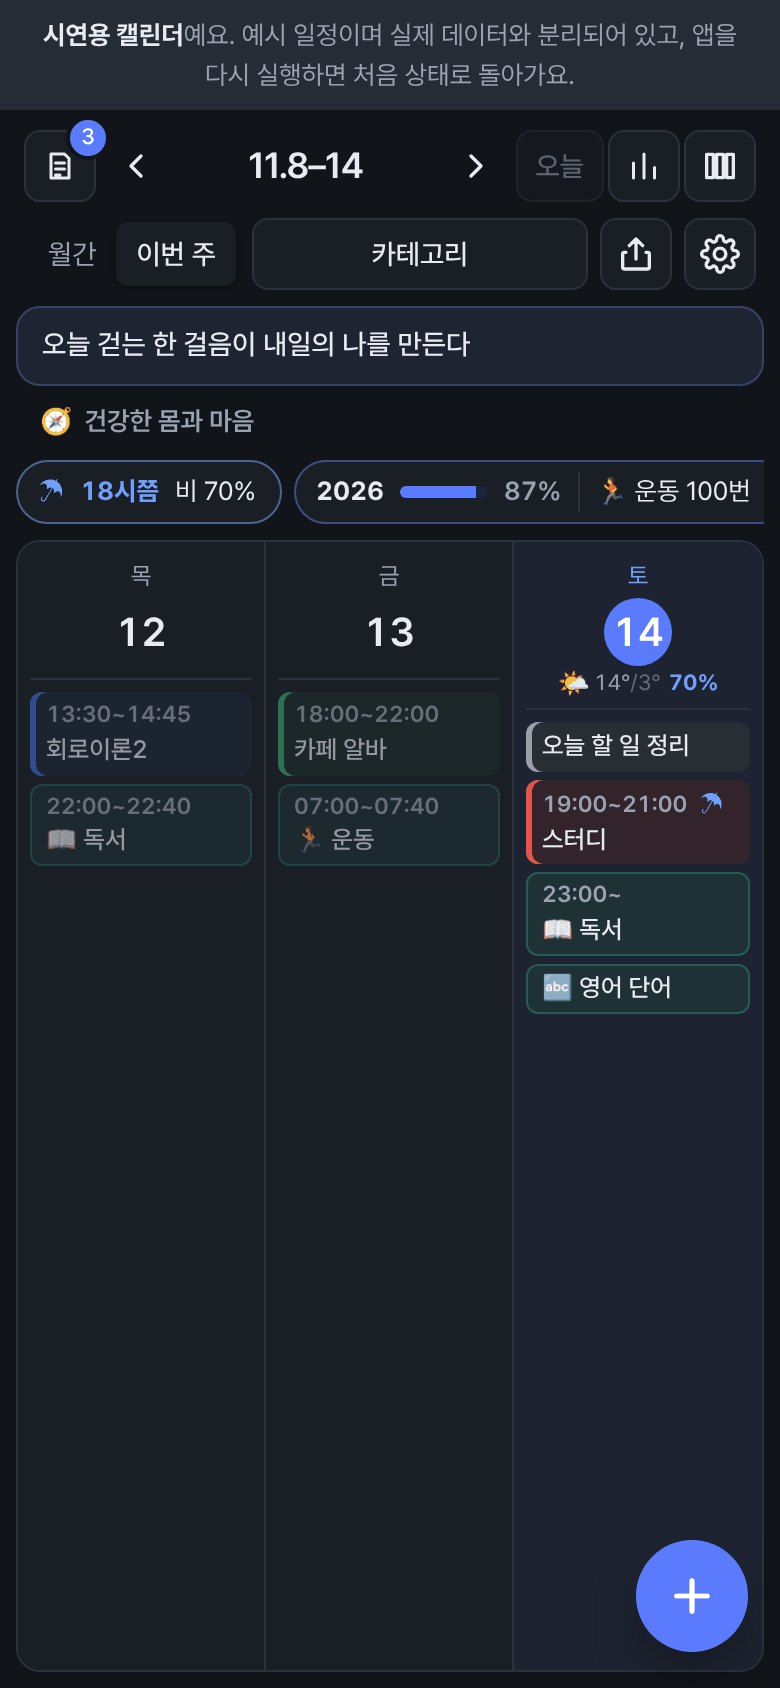 시연용 캘린더예요. 예시 일정이며 실제 데이터와 분리되어 있고, 앱을
다시 실행하면 처음 상태로 돌아가요.
3
11.8–14
오늘
월간
이번 주
카테고리
오늘 걷는 한 걸음이 내일의 나를 만든다
🧭 건강한 몸과 마음
18시쯤 비 70%
2026 87% 🏃 운동 100번
목
12
13:30~14:45
회로이론2
22:00~22:40
📖 독서
금
13
18:00~22:00
카페 알바
07:00~07:40
🏃 운동
토
14
14°/3° 70%
오늘 할 일 정리
19:00~21:00
스터디
23:00~
📖 독서
🔤 영어 단어